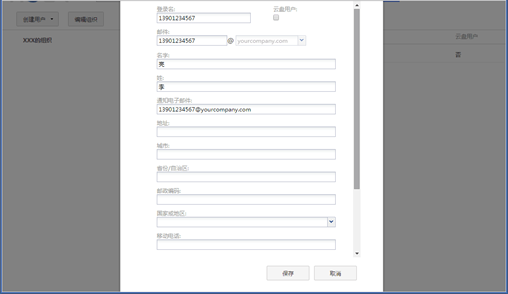 创建用户
编辑组织
XXX的组织
登录名:
云盘用户:
13901234567
邮件:
13901234567 @ yourcompany.com
名字:
亮
姓:
李
通知电子邮件:
13901234567@yourcompany.com
地址:
城市:
省份/自治区:
邮政编码:
国家或地区:
移动电话:
保存
取消
云盘用户
否